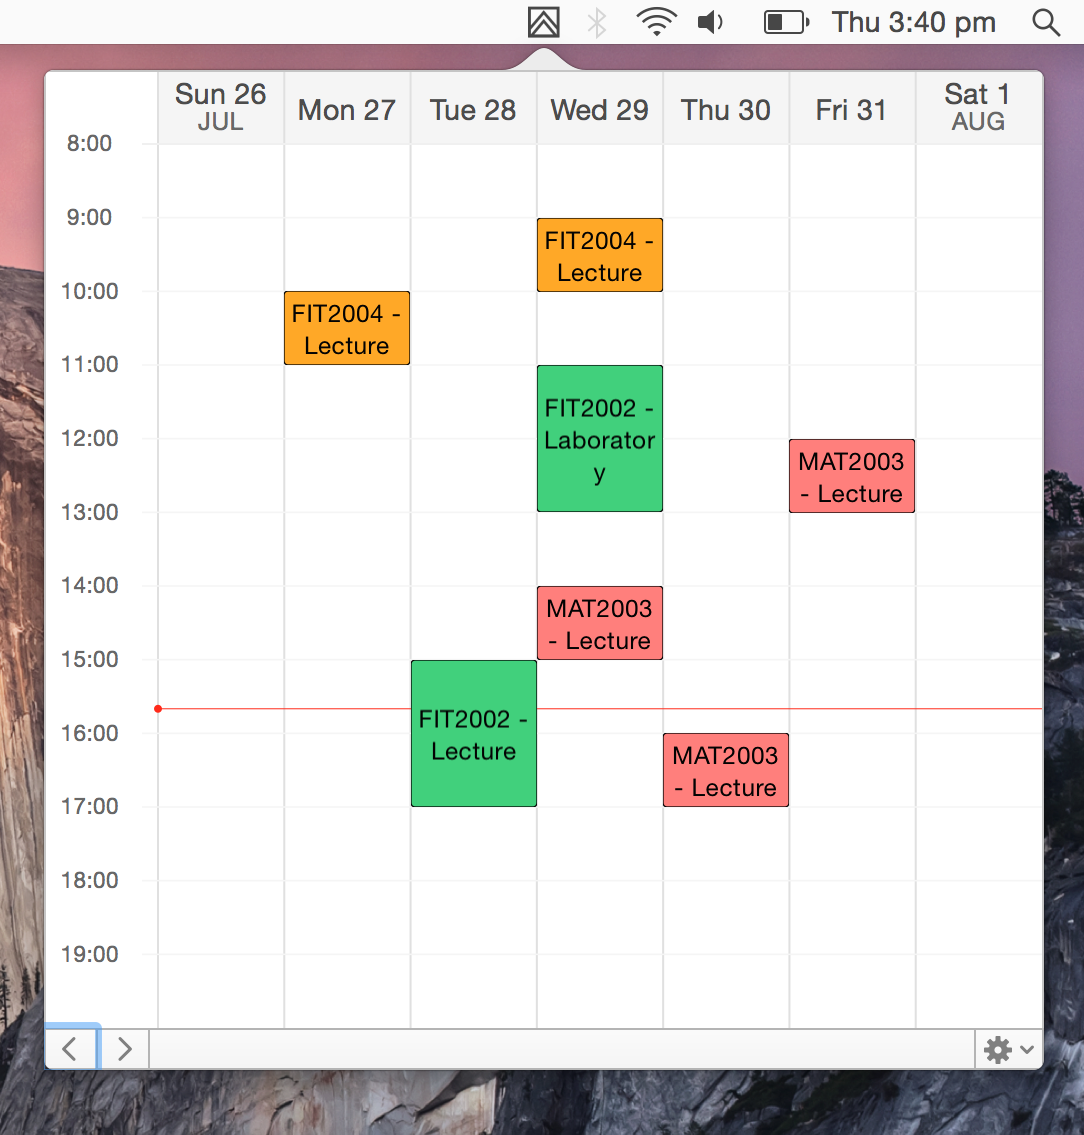 Thu 3:40 pm
Sun 26
JUL
Mon 27
Tue 28
Wed 29
Thu 30
Fri 31
Sat 1
AUG
8:00
9:00
FIT2004 -
Lecture
10:00
FIT2004 -
Lecture
11:00
FIT2002 -
Laborator
y
12:00
MAT2003
- Lecture
13:00
14:00
MAT2003
- Lecture
15:00
FIT2002 -
Lecture
16:00
MAT2003
- Lecture
17:00
18:00
19:00